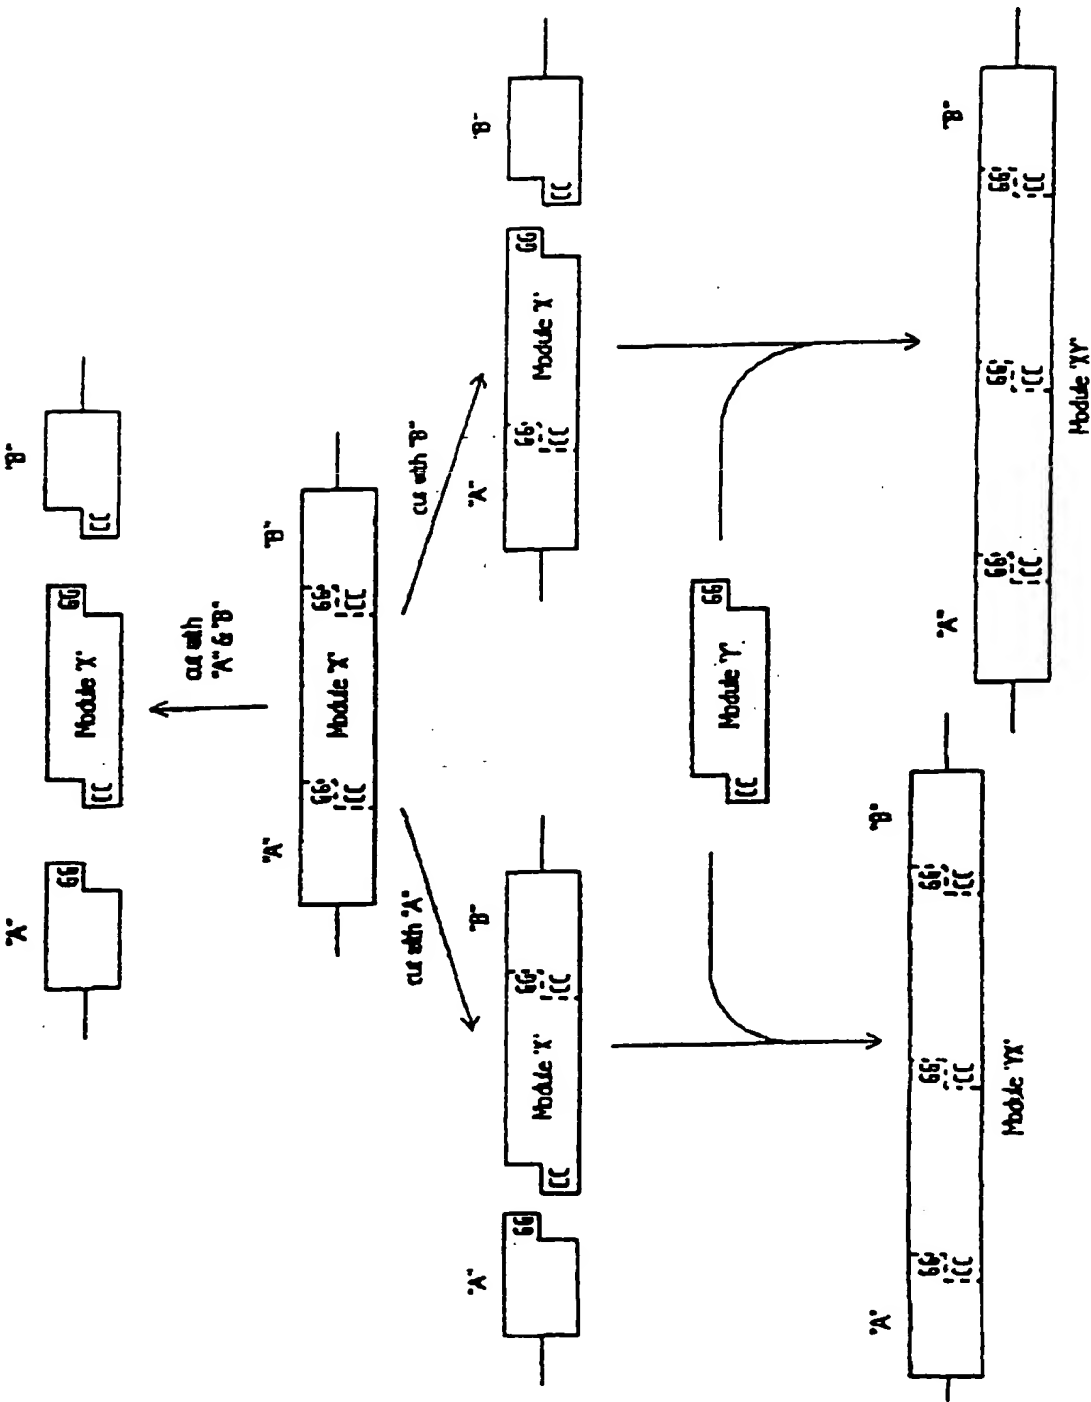 "A"
"B"
GG
CC
Module 'X'
GG
CC
cut with
"A" & "B"
"A"
"B"
GG
CC
Module 'X'
GG
CC
cut with "A"
cut with "B"
"A"
"B"
GG
CC
Module 'X'
GG
CC
"A"
"B"
GG
CC
Module 'X'
GG
CC
CC
Module 'Y'
GG
"A"
"B"
GG
CC
GG
CC
GG
CC
Module 'YX'
"A"
"B"
GG
CC
GG
CC
GG
CC
Module 'XY'